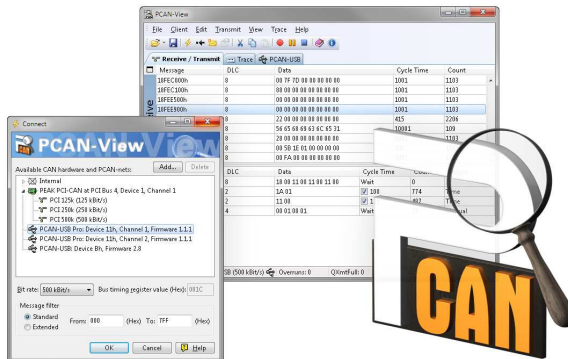 PCAN-View
File Client Edit Transmit View Trace Help
Receive / Transmit Trace PCAN-USB
Message DLC Data Cycle Time Count
18FEC000h 8 00 7F 7D 00 00 00 00 00 1001 1103
18FEC100h 8 00 00 00 00 00 00 00 00 1001 1103
18FEE500h 8 00 00 00 00 00 00 00 00 1001 1103
18FEE900h 8 00 00 00 00 00 00 00 00 1001 1103
8 22 00 00 00 00 00 00 00 415 2206
8 56 65 68 69 63 6C 65 31 10001 109
8 28 00 00 00 00 00 00 00 1103
8 00 5B 1E 01 00 00 00 00
8 00 FA 00 00 00 00 00 00
DLC Data Cycle Time
8 18 00 11 00 11 00 11 00 Wait 0
2 1A 01 100 774 Time
2 11 00
4 00 01 00 01 Wait
SB (500 kBit/s) Overruns: 0 QXmtFull: 0
Connect
PCAN-View
Available CAN hardware and PCAN-nets: Add... Delete
Internal
PEAK PCI-CAN at PCI Bus 4, Device 1, Channel 1
PCI 125k (125 kBit/s)
PCI 250k (250 kBit/s)
PCI 500k (500 kBit/s)
PCAN-USB Pro: Device 11h, Channel 1, Firmware 1.1.1
PCAN-USB Pro: Device 11h, Channel 2, Firmware 1.1.1
PCAN-USB: Device Bh, Firmware 2.8
Bit rate: 500 kBit/s Bus timing register value (Hex): 001C
Message filter
Standard
Extended
From: 000 (Hex) To: 7FF (Hex)
OK Cancel Help
CAN